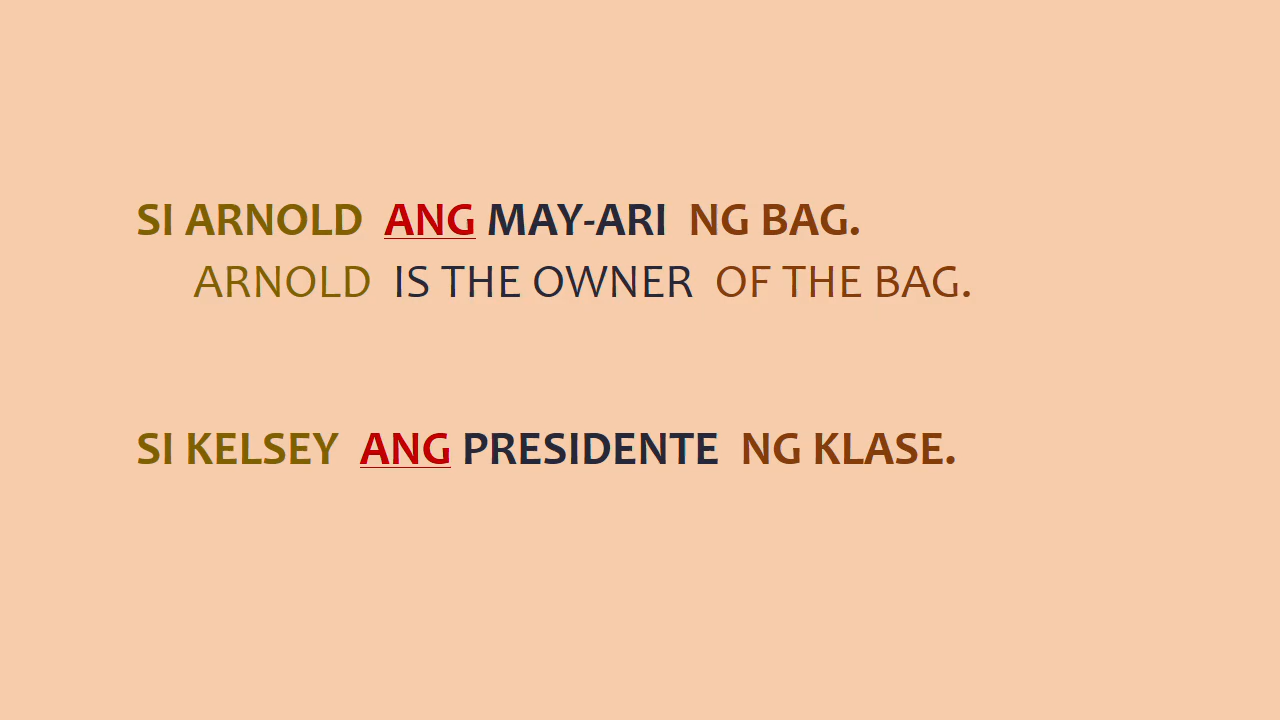 SI ARNOLD ANG MAY-ARI NG BAG.
ARNOLD IS THE OWNER OF THE BAG.
SI KELSEY ANG PRESIDENTE NG KLASE.